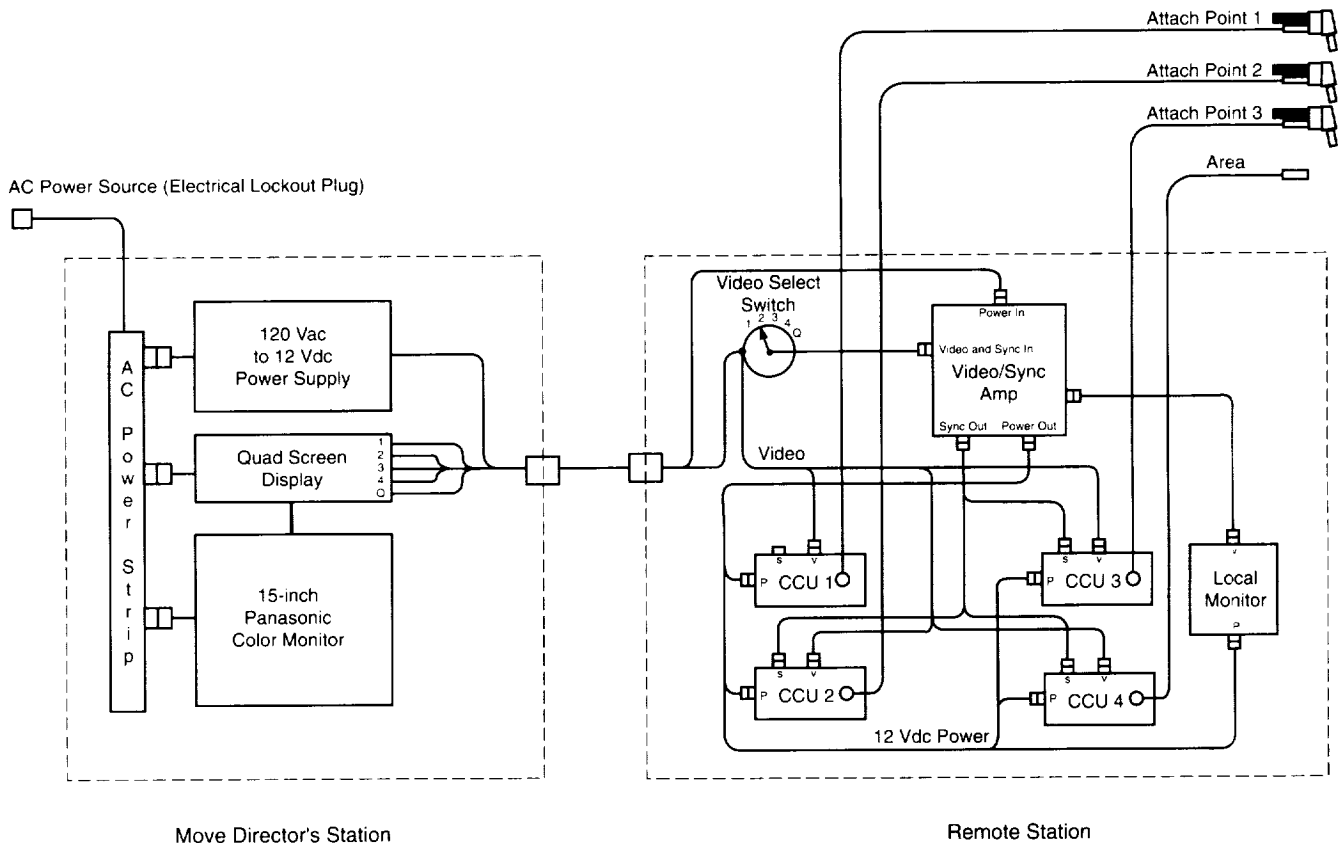 Attach Point 1
Attach Point 2
Attach Point 3
Area
AC Power Source (Electrical Lockout Plug)
AC Power Strip
120 Vac
to 12 Vdc
Power Supply
Quad Screen
Display
1
2
3
4
Q
15-inch
Panasonic
Color Monitor
Video Select
Switch
1 2 3 4 Q
Power In
Video and Sync In
Video/Sync
Amp
Sync Out Power Out
Video
S V
P CCU 1
S V
P CCU 3
S V
P CCU 2
S V
P CCU 4
V
Local
Monitor
P
12 Vdc Power
Move Director's Station
Remote Station